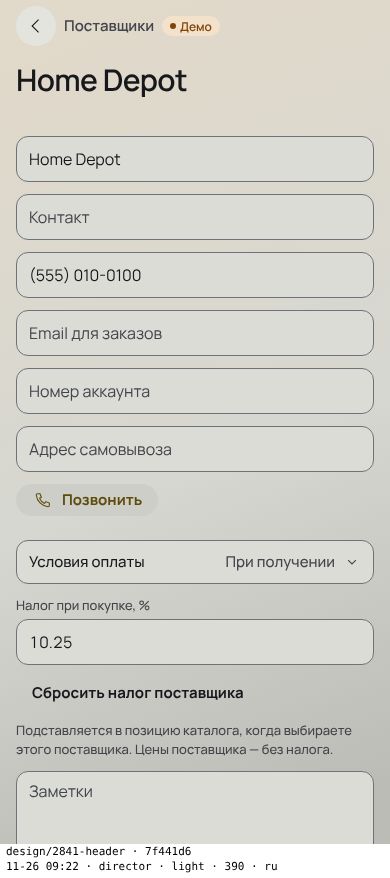 Поставщики
Демо
Home Depot
Home Depot
Контакт
(555) 010-0100
Email для заказов
Номер аккаунта
Адрес самовывоза
Позвонить
Условия оплаты При получении
Налог при покупке, %
10.25
Сбросить налог поставщика
Подставляется в позицию каталога, когда выбираете
этого поставщика. Цены поставщика — без налога.
Заметки
design/2841-header · 7f441d6
11-26 09:22 · director · light · 390 · ru